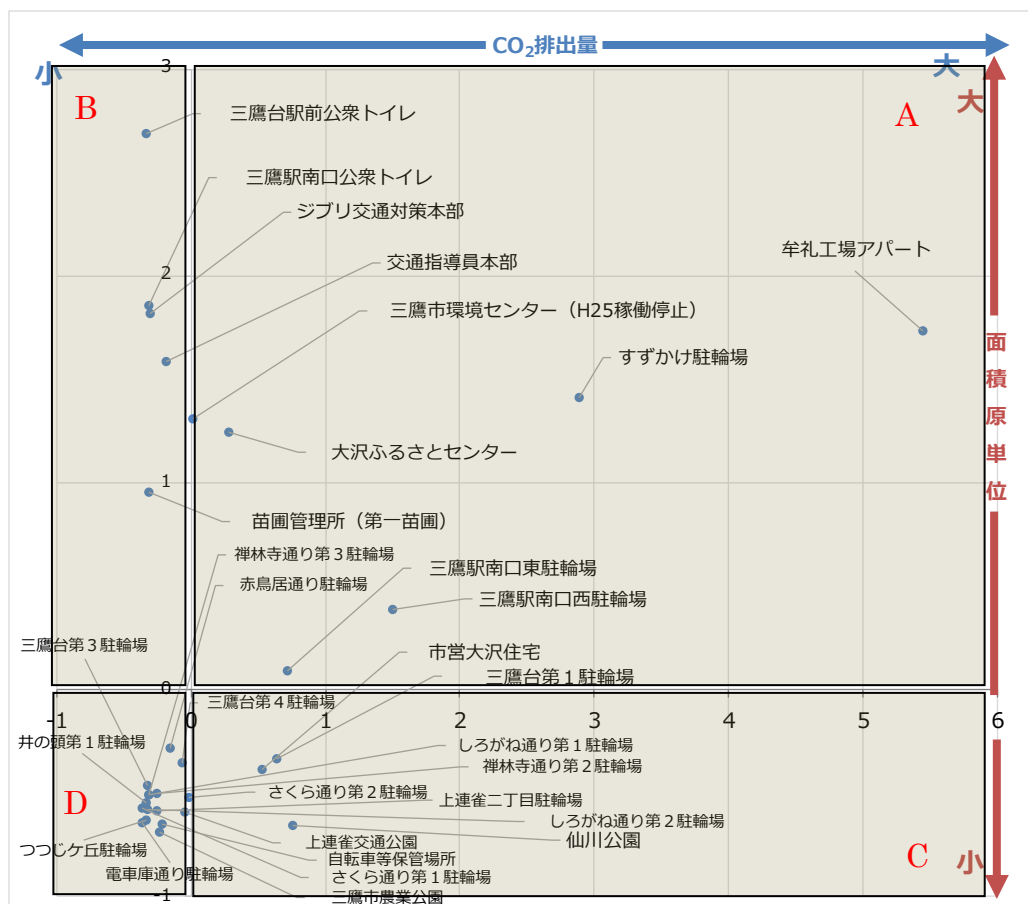 CO₂排出量
小
大
3
B
A
大
三鷹台駅前公衆トイレ
三鷹駅南口公衆トイレ
ジブリ交通対策本部
牟礼工場アパート
交通指導員本部
2
三鷹市環境センター（H25稼働停止）
すずかけ駐輪場
面積原単位
大沢ふるさとセンター
1
苗圃管理所（第一苗圃）
禅林寺通り第３駐輪場
三鷹駅南口東駐輪場
赤鳥居通り駐輪場
三鷹駅南口西駐輪場
三鷹台第３駐輪場
市営大沢住宅
三鷹台第１駐輪場
0
三鷹台第４駐輪場
-1
0
1
2
3
4
5
6
井の頭第１駐輪場
しろがね通り第１駐輪場
禅林寺通り第２駐輪場
さくら通り第２駐輪場
上連雀二丁目駐輪場
D
しろがね通り第２駐輪場
仙川公園
上連雀交通公園
つつじケ丘駐輪場
自転車等保管場所
C
小
電車庫通り駐輪場
さくら通り第１駐輪場
三鷹市農業公園
-1